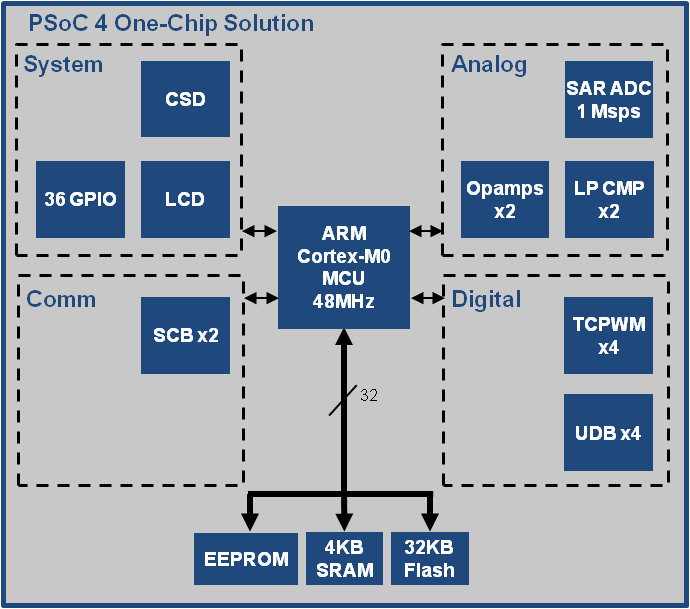 PSoC 4 One-Chip Solution
System
CSD
36 GPIO
LCD
Analog
SAR ADC
1 Msps
Opamps
x2
LP CMP
x2
ARM
Cortex-M0
MCU
48MHz
Comm
SCB x2
Digital
TCPWM
x4
UDB x4
32
EEPROM
4KB
SRAM
32KB
Flash